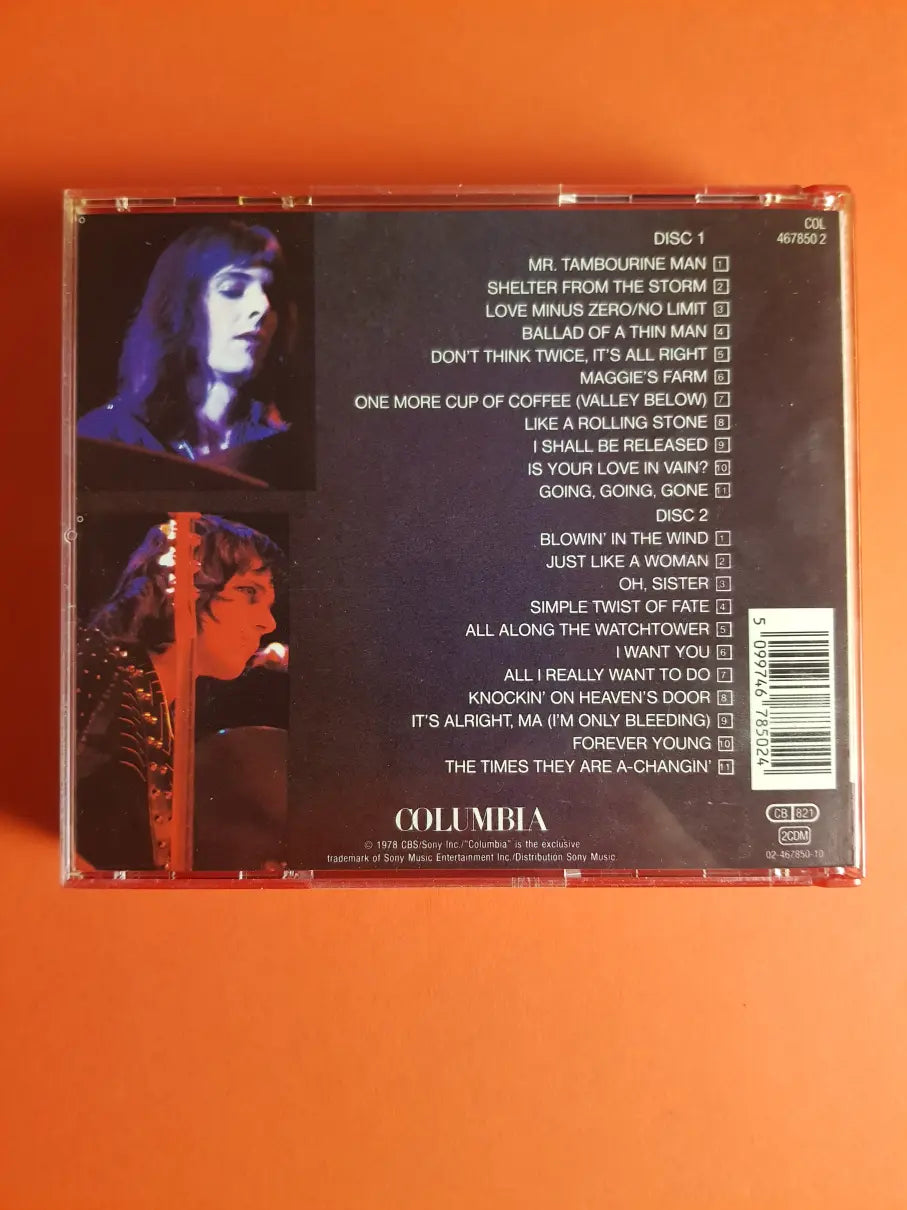 COL
467850 2
DISC 1
MR. TAMBOURINE MAN 1
SHELTER FROM THE STORM 2
LOVE MINUS ZERO/NO LIMIT 3
BALLAD OF A THIN MAN 4
DON'T THINK TWICE, IT'S ALL RIGHT 5
MAGGIE'S FARM 6
ONE MORE CUP OF COFFEE (VALLEY BELOW) 7
LIKE A ROLLING STONE 8
I SHALL BE RELEASED 9
IS YOUR LOVE IN VAIN? 10
GOING, GOING, GONE 11
DISC 2
BLOWIN' IN THE WIND 1
JUST LIKE A WOMAN 2
OH, SISTER 3
SIMPLE TWIST OF FATE 4
ALL ALONG THE WATCHTOWER 5
I WANT YOU 6
ALL I REALLY WANT TO DO 7
KNOCKIN' ON HEAVEN'S DOOR 8
IT'S ALRIGHT, MA (I'M ONLY BLEEDING) 9
FOREVER YOUNG 10
THE TIMES THEY ARE A-CHANGIN' 11
5 099746 785024
COLUMBIA
© 1978 CBS/Sony Inc./"Columbia" is the exclusive
trademark of Sony Music Entertainment Inc./Distribution Sony Music.
CB 821
2CDM
02-467850-10